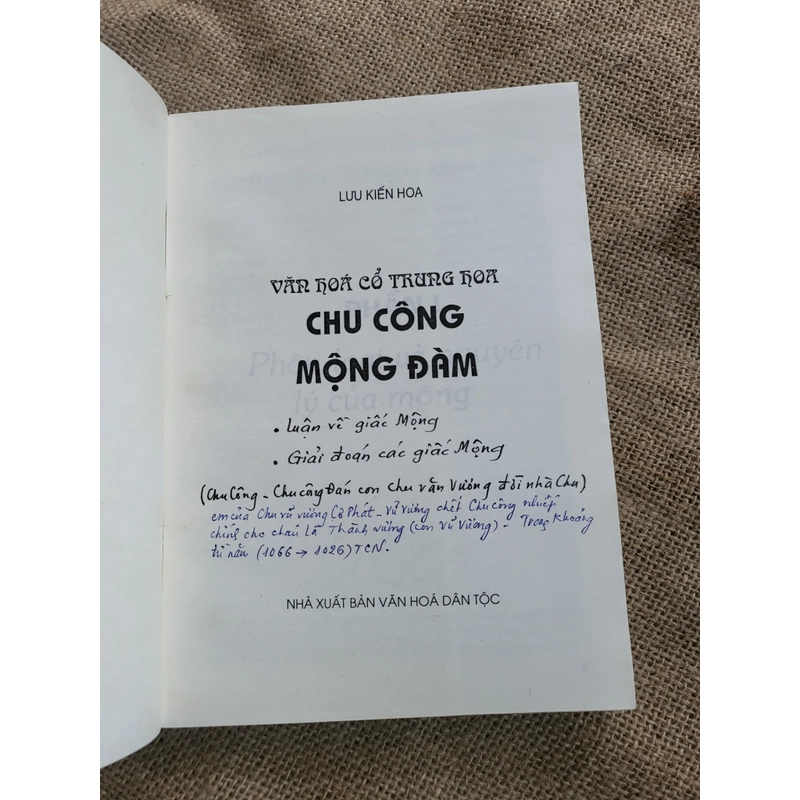 LƯU KIẾN HOA
VĂN HOÁ CỔ TRUNG HOA
CHU CÔNG
MỘNG ĐÀM
• Luận về giấc Mộng
• Giải đoán các giấc Mộng
(Chu Công - Chu công Đán con Chu văn Vương đời nhà Chu)
em của Chu vũ vương Cơ Phát - Vũ vương chết Chu công nhiếp
chính cho cháu là Thành vương (con Vũ Vương) - Trong khoảng
từ năm (1066 → 1026) TCN.
NHÀ XUẤT BẢN VĂN HOÁ DÂN TỘC